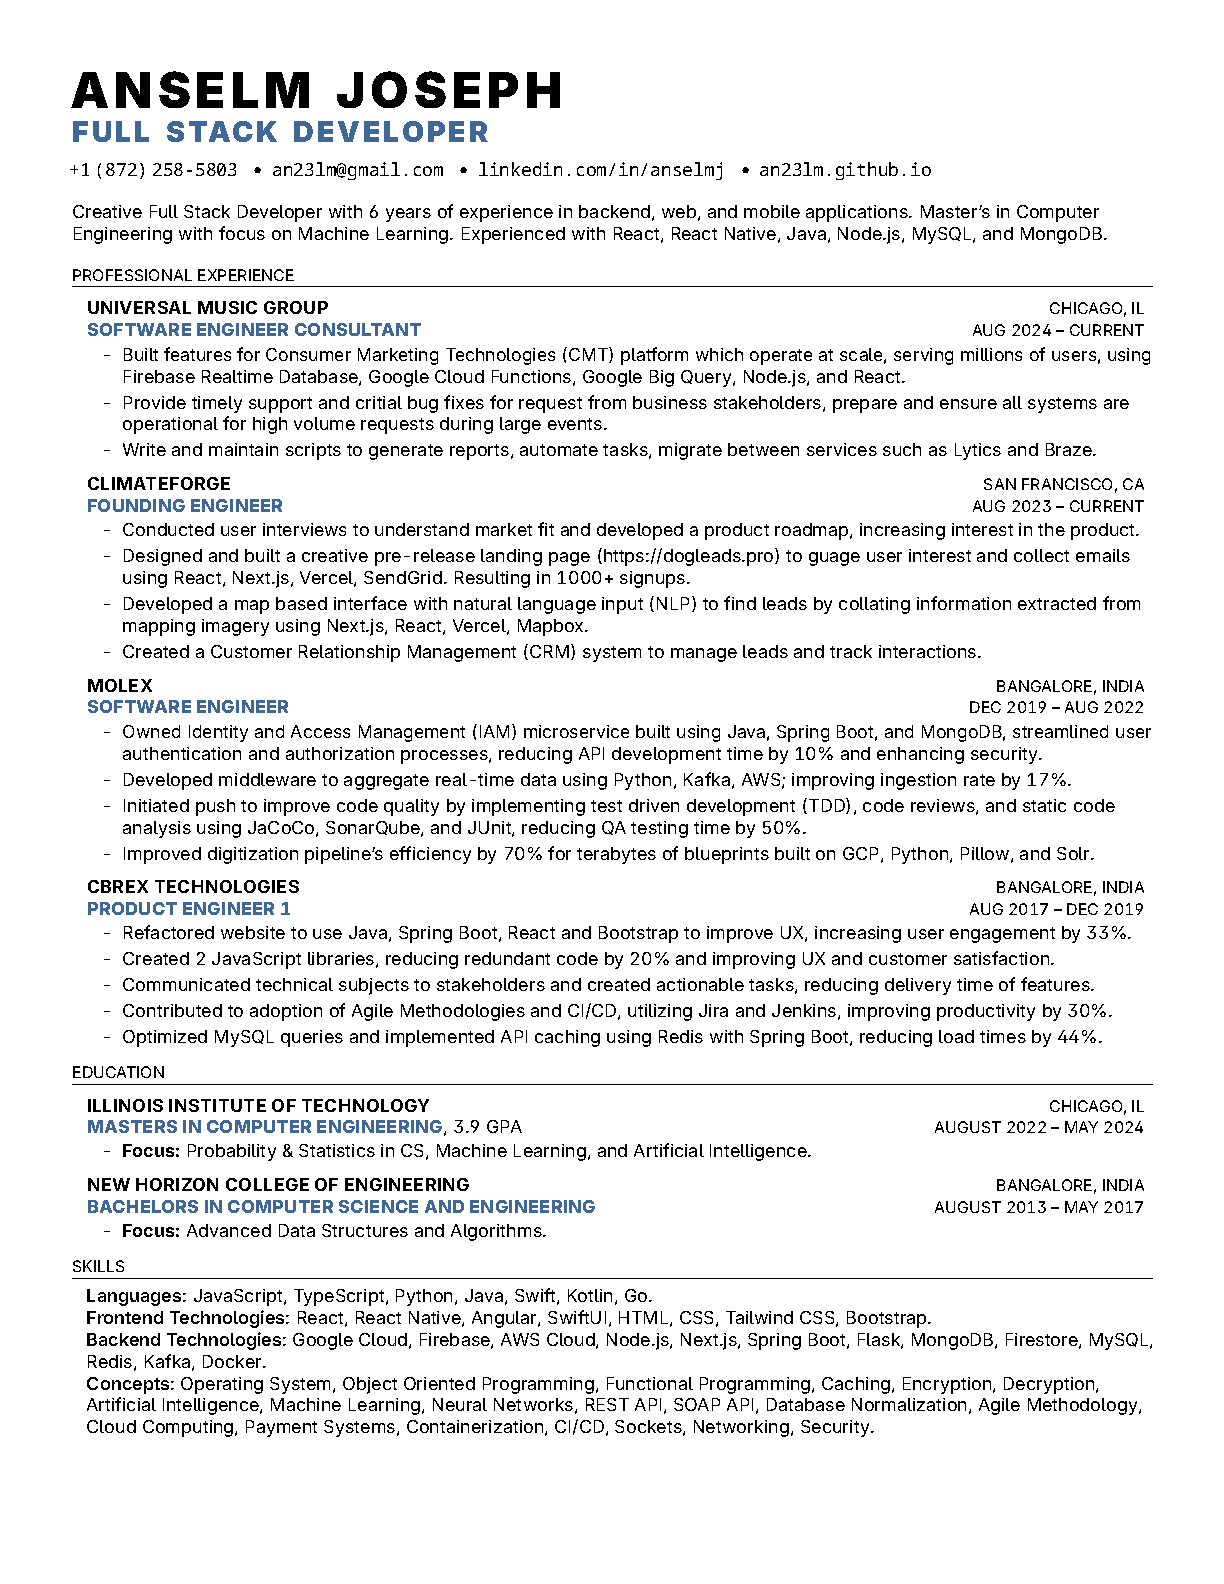 ANSELM JOSEPH
FULL STACK DEVELOPER
+1 (872) 258-5803 • an23lm@gmail.com • linkedin.com/in/anselmj • an23lm.github.io
Creative Full Stack Developer with 6 years of experience in backend, web, and mobile applications. Master’s in Computer
Engineering with focus on Machine Learning. Experienced with React, React Native, Java, Node.js, MySQL, and MongoDB.
PROFESSIONAL EXPERIENCE
UNIVERSAL MUSIC GROUP CHICAGO, IL
SOFTWARE ENGINEER CONSULTANT AUG 2024 – CURRENT
- Built features for Consumer Marketing Technologies (CMT) platform which operate at scale, serving millions of users, using
Firebase Realtime Database, Google Cloud Functions, Google Big Query, Node.js, and React.
- Provide timely support and critial bug fixes for request from business stakeholders, prepare and ensure all systems are
operational for high volume requests during large events.
- Write and maintain scripts to generate reports, automate tasks, migrate between services such as Lytics and Braze.
CLIMATEFORGE SAN FRANCISCO, CA
FOUNDING ENGINEER AUG 2023 – CURRENT
- Conducted user interviews to understand market fit and developed a product roadmap, increasing interest in the product.
- Designed and built a creative pre-release landing page (https://dogleads.pro) to guage user interest and collect emails
using React, Next.js, Vercel, SendGrid. Resulting in 1000+ signups.
- Developed a map based interface with natural language input (NLP) to find leads by collating information extracted from
mapping imagery using Next.js, React, Vercel, Mapbox.
- Created a Customer Relationship Management (CRM) system to manage leads and track interactions.
MOLEX BANGALORE, INDIA
SOFTWARE ENGINEER DEC 2019 – AUG 2022
- Owned Identity and Access Management (IAM) microservice built using Java, Spring Boot, and MongoDB, streamlined user
authentication and authorization processes, reducing API development time by 10% and enhancing security.
- Developed middleware to aggregate real-time data using Python, Kafka, AWS; improving ingestion rate by 17%.
- Initiated push to improve code quality by implementing test driven development (TDD), code reviews, and static code
analysis using JaCoCo, SonarQube, and JUnit, reducing QA testing time by 50%.
- Improved digitization pipeline’s efficiency by 70% for terabytes of blueprints built on GCP, Python, Pillow, and Solr.
CBREX TECHNOLOGIES BANGALORE, INDIA
PRODUCT ENGINEER 1 AUG 2017 – DEC 2019
- Refactored website to use Java, Spring Boot, React and Bootstrap to improve UX, increasing user engagement by 33%.
- Created 2 JavaScript libraries, reducing redundant code by 20% and improving UX and customer satisfaction.
- Communicated technical subjects to stakeholders and created actionable tasks, reducing delivery time of features.
- Contributed to adoption of Agile Methodologies and CI/CD, utilizing Jira and Jenkins, improving productivity by 30%.
- Optimized MySQL queries and implemented API caching using Redis with Spring Boot, reducing load times by 44%.
EDUCATION
ILLINOIS INSTITUTE OF TECHNOLOGY CHICAGO, IL
MASTERS IN COMPUTER ENGINEERING, 3.9 GPA AUGUST 2022 – MAY 2024
- Focus: Probability & Statistics in CS, Machine Learning, and Artificial Intelligence.
NEW HORIZON COLLEGE OF ENGINEERING BANGALORE, INDIA
BACHELORS IN COMPUTER SCIENCE AND ENGINEERING AUGUST 2013 – MAY 2017
- Focus: Advanced Data Structures and Algorithms.
SKILLS
Languages: JavaScript, TypeScript, Python, Java, Swift, Kotlin, Go.
Frontend Technologies: React, React Native, Angular, SwiftUI, HTML, CSS, Tailwind CSS, Bootstrap.
Backend Technologies: Google Cloud, Firebase, AWS Cloud, Node.js, Next.js, Spring Boot, Flask, MongoDB, Firestore, MySQL,
Redis, Kafka, Docker.
Concepts: Operating System, Object Oriented Programming, Functional Programming, Caching, Encryption, Decryption,
Artificial Intelligence, Machine Learning, Neural Networks, REST API, SOAP API, Database Normalization, Agile Methodology,
Cloud Computing, Payment Systems, Containerization, CI/CD, Sockets, Networking, Security.